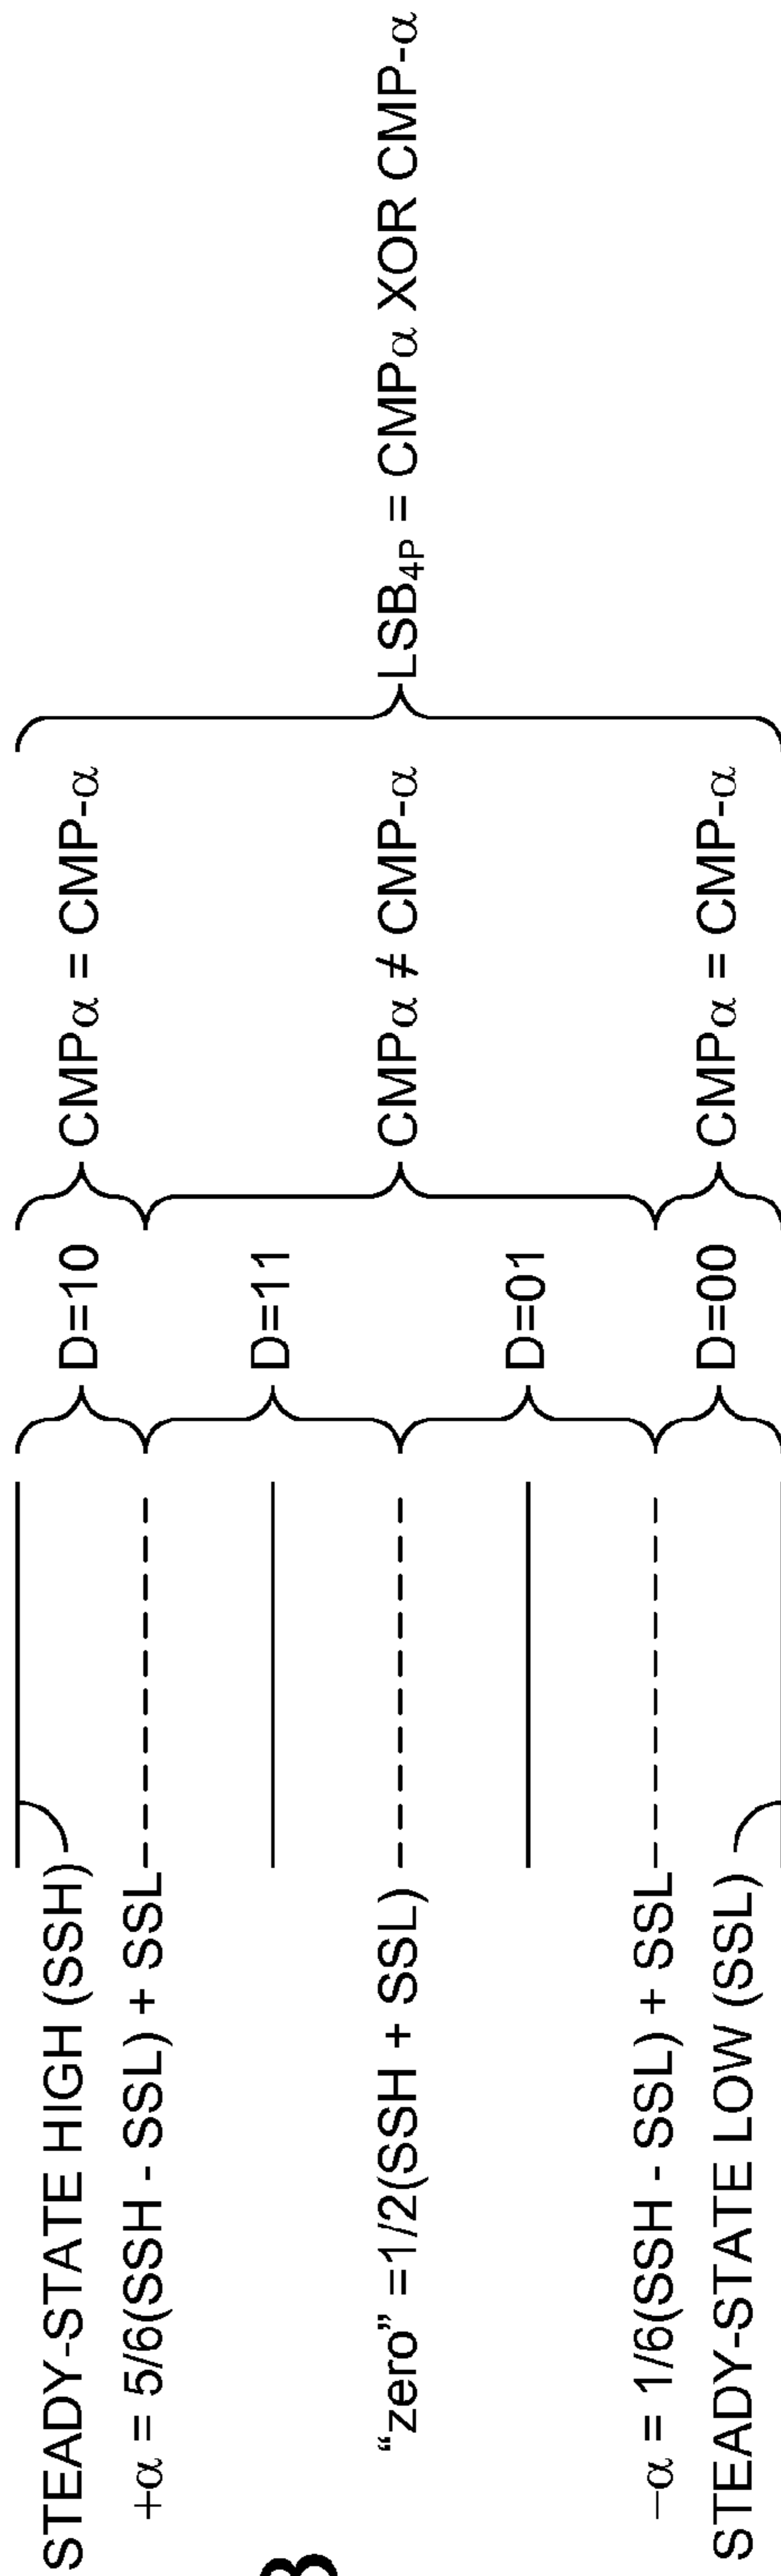 STEADY-STATE HIGH (SSH)
+α = 5/6(SSH - SSL) + SSL
“zero” =1/2(SSH + SSL)
−α = 1/6(SSH - SSL) + SSL
STEADY-STATE LOW (SSL)
D=10
D=11
D=01
D=00
CMPα = CMP-α
CMPα ≠ CMP-α
CMPα = CMP-α
LSB4P = CMPα XOR CMP-α